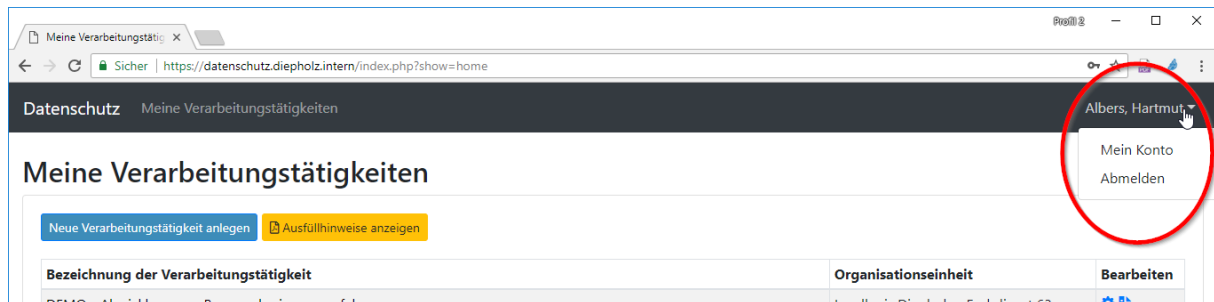 Profil 2
Meine Verarbeitungstätig
Sicher | https://datenschutz.diepholz.intern/index.php?show=home
Datenschutz Meine Verarbeitungstätigkeiten Albers, Hartmut
Mein Konto
Abmelden
Meine Verarbeitungstätigkeiten
Neue Verarbeitungstätigkeit anlegen Ausfüllhinweise anzeigen
Bezeichnung der Verarbeitungstätigkeit Organisationseinheit Bearbeiten